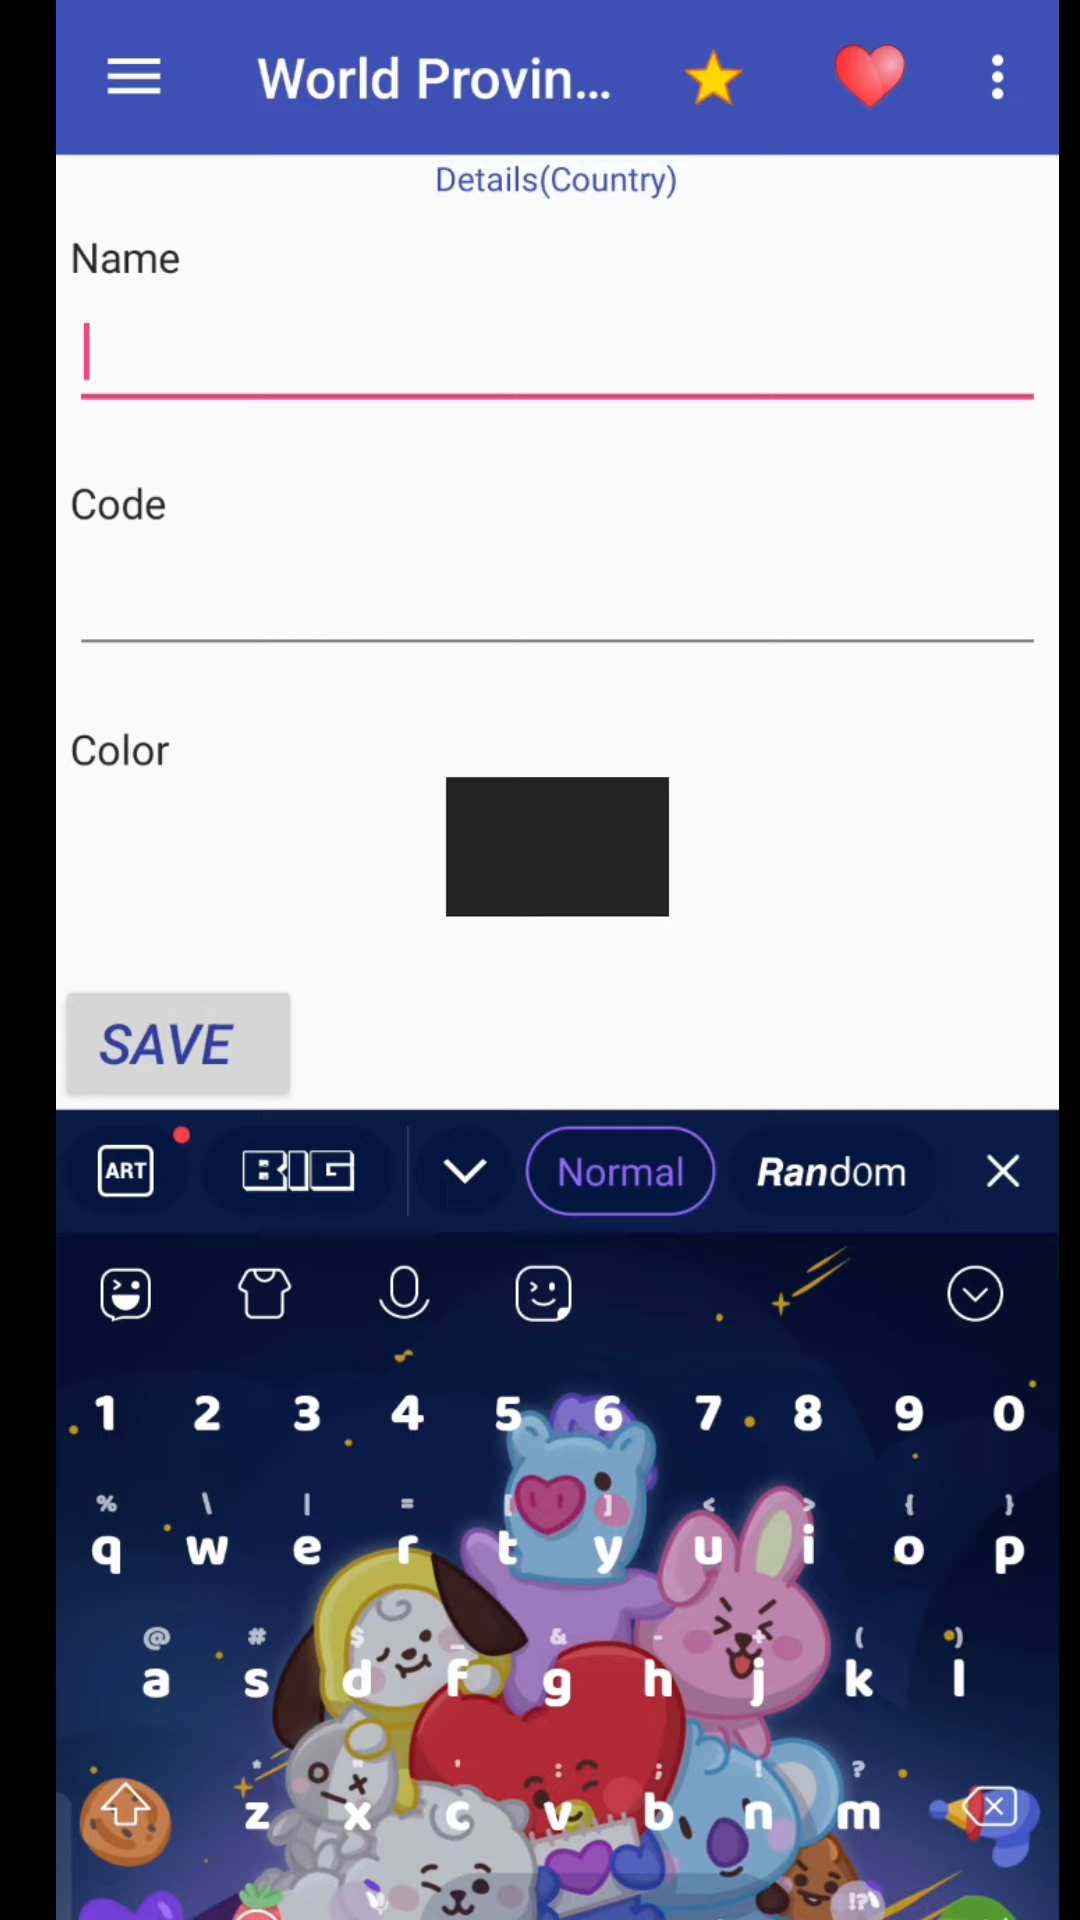 World Provin...
Details(Country)
Name
Code
Color
SAVE
ART BIG Normal Random
1 2 3 4 5 6 7 8 9 0
% \ | = [ ] < > { }
q w e r t y u i o p
@ # $ _ & - + ( )
a s d f g h j k l
* " ' : ; ! ?
z x c v b n m
!?\